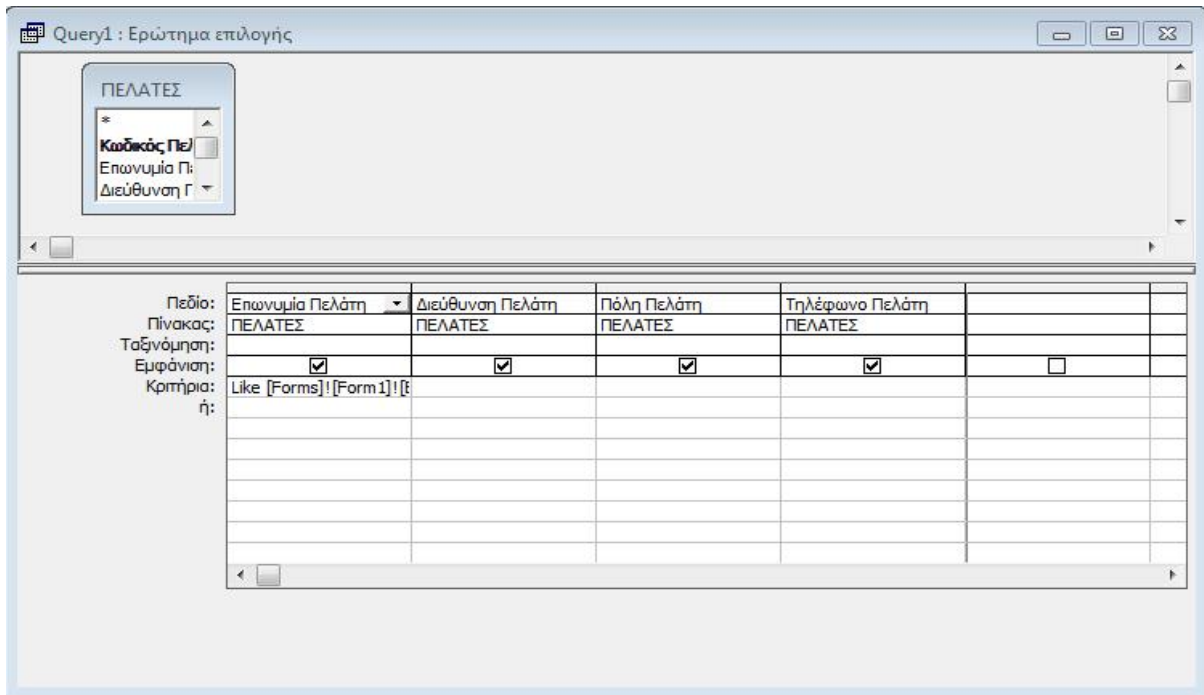 Query1 : Ερώτημα επιλογής
ΠΕΛΑΤΕΣ
*
Κωδικός Πελ
Επωνυμία Πε
Διεύθυνση Π
Πεδίο: Επωνυμία Πελάτη Διεύθυνση Πελάτη Πόλη Πελάτη Τηλέφωνο Πελάτη
Πίνακας: ΠΕΛΑΤΕΣ ΠΕΛΑΤΕΣ ΠΕΛΑΤΕΣ ΠΕΛΑΤΕΣ
Ταξινόμηση:
Εμφάνιση:
Κριτήρια: Like [Forms]![Form1]![E
ή: